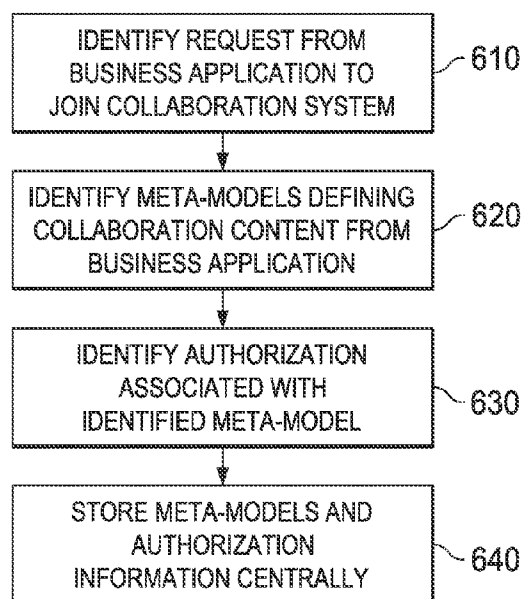 IDENTIFY REQUEST FROM
BUSINESS APPLICATION TO
JOIN COLLABORATION SYSTEM
610
IDENTIFY META-MODELS DEFINING
COLLABORATION CONTENT FROM
BUSINESS APPLICATION
620
IDENTIFY AUTHORIZATION
ASSOCIATED WITH
IDENTIFIED META-MODEL
630
STORE META-MODELS AND
AUTHORIZATION
INFORMATION CENTRALLY
640